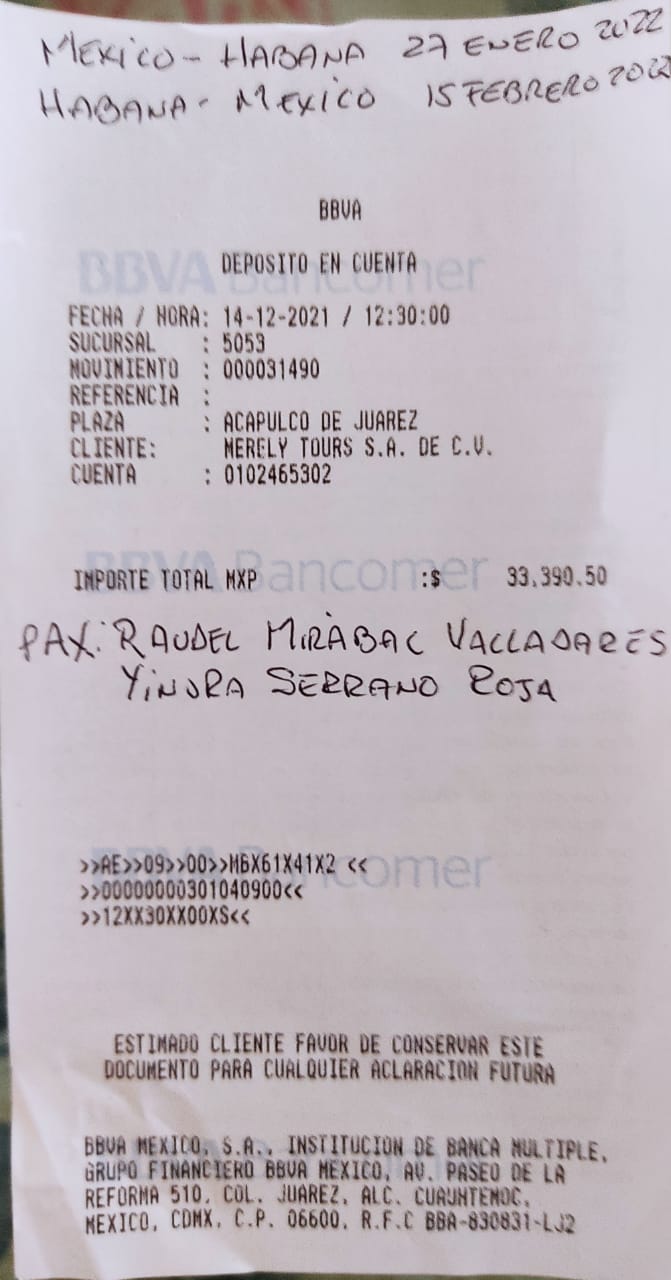 MEXICO - HABANA 27 ENERO 2022
HABANA - MEXICO 15 FEBRERO 2022
BBVA
BBVA Bancomer
DEPOSITO EN CUENTA
FECHA / HORA: 14-12-2021 / 12:30:00
SUCURSAL : 5053
MOVIMIENTO : 000031490
REFERENCIA :
PLAZA : ACAPULCO DE JUAREZ
CLIENTE: MERELY TOURS S.A. DE C.V.
CUENTA : 0102465302
BBVA Bancomer
IMPORTE TOTAL MXP :$ 33,390.50
PAX: RAUDEL MIRABAL VALLADARES
YINDRA SERRANO ROJA
BBVA Bancomer
>>AE>>09>>00>>M6X61X41X2 <<
>>00000000301040900<<
>>12XX30XX00XS<<
ESTIMADO CLIENTE FAVOR DE CONSERVAR ESTE
DOCUMENTO PARA CUALQUIER ACLARACION FUTURA
BBVA MEXICO, S.A., INSTITUCION DE BANCA MULTIPLE,
GRUPO FINANCIERO BBVA MEXICO, AV. PASEO DE LA
REFORMA 510, COL. JUAREZ, ALC. CUAUHTEMOC,
MEXICO, CDMX, C.P. 06600, R.F.C BBA-830831-LJ2